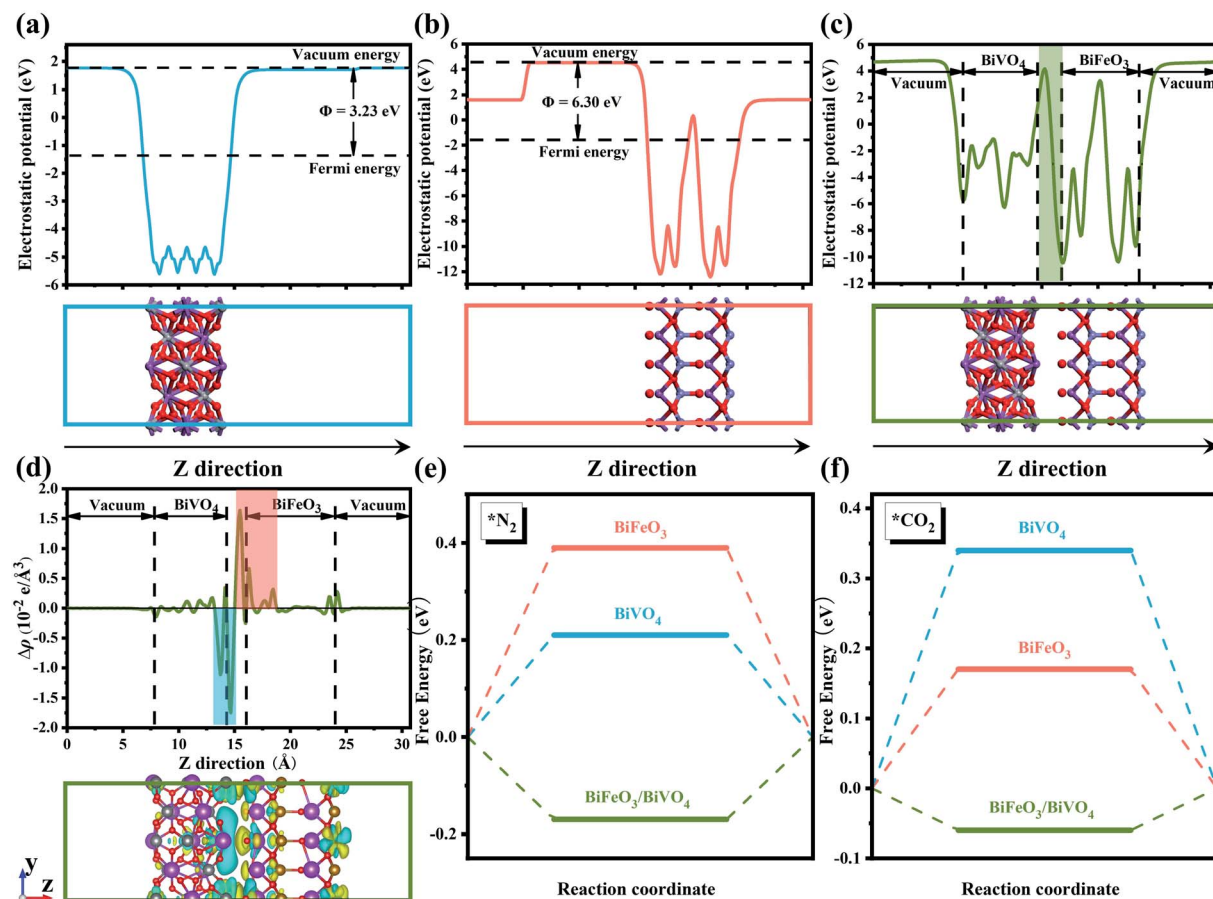 (a)
Electrostatic potential (eV)
2
1
0
-1
-2
-3
-4
-5
-6
Vacuum energy
Φ = 3.23 eV
Fermi energy
Z direction
(b)
Electrostatic potential (eV)
6
4
2
0
-2
-4
-6
-8
-10
-12
Vacuum energy
Φ = 6.30 eV
Fermi energy
Z direction
(c)
Electrostatic potential (eV)
6
4
2
0
-2
-4
-6
-8
-10
-12
BiVO4
BiFeO3
Vacuum
Vacuum
Z direction
(d)
Δρ (10-2 e/Å3)
2.0
1.5
1.0
0.5
0.0
-0.5
-1.0
-1.5
-2.0
Vacuum
BiVO4
BiFeO3
Vacuum
0 5 10 15 20 25 30
Z direction (Å)
y
z
(e)
*N2
Free Energy (eV)
0.4
0.2
0.0
-0.2
BiFeO3
BiVO4
BiFeO3/BiVO4
Reaction coordinate
(f)
*CO2
Free Energy (eV)
0.4
0.3
0.2
0.1
0.0
-0.1
BiVO4
BiFeO3
BiFeO3/BiVO4
Reaction coordinate